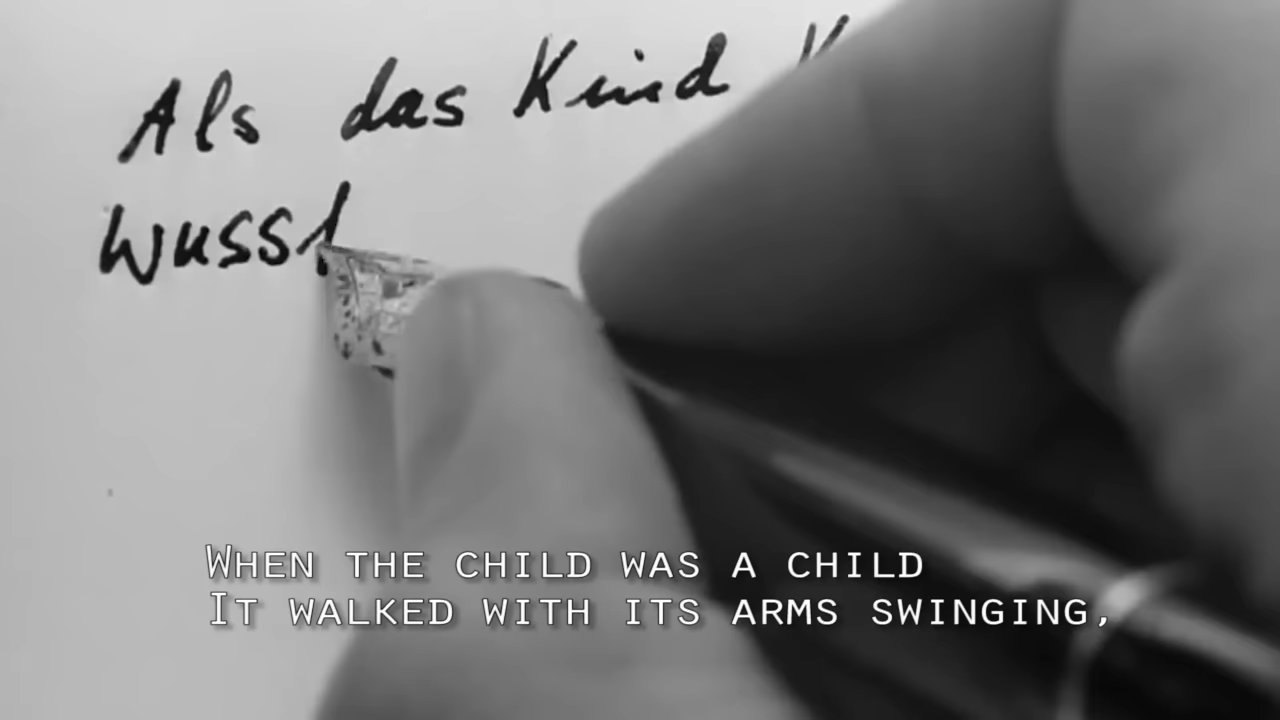 Als das Kind
wusst
When the child was a child
It walked with its arms swinging,